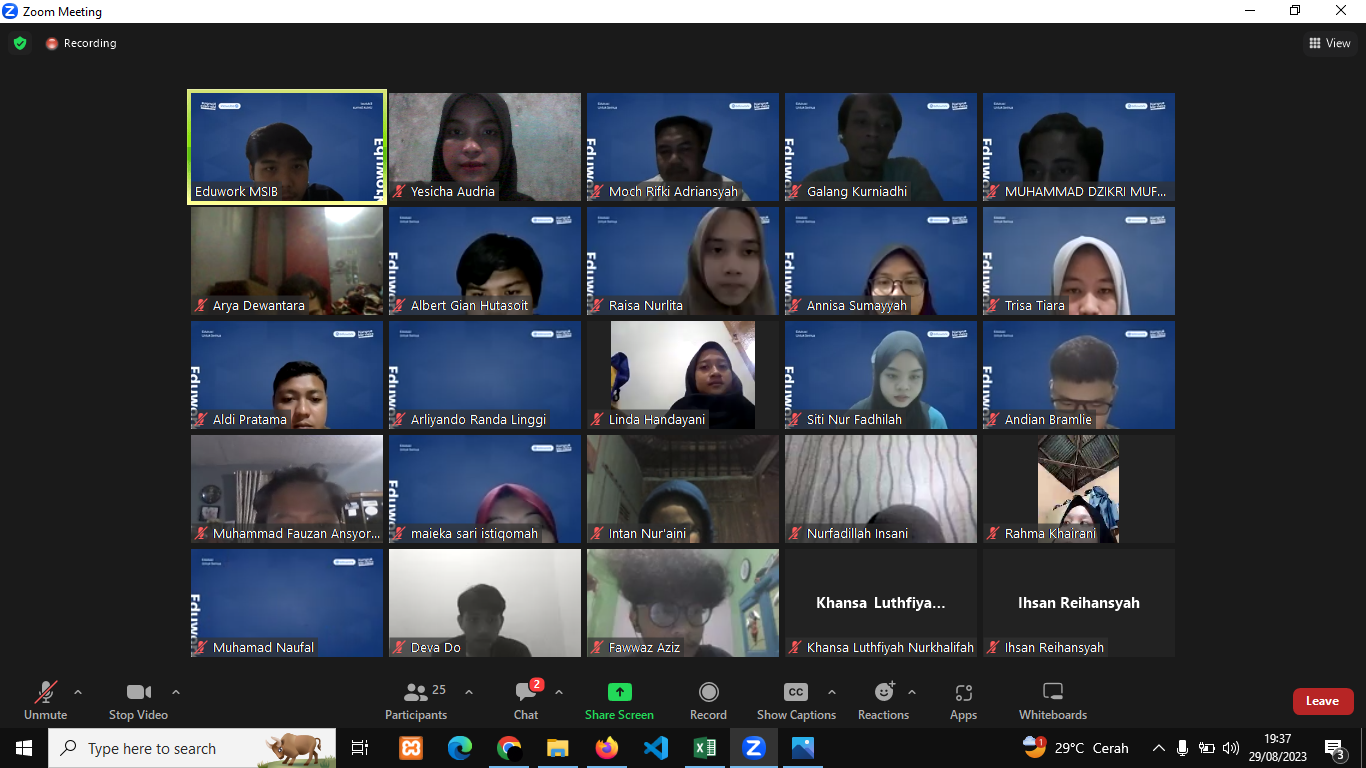 Zoom Meeting
Recording
View
Eduwork MSIB
Yesicha Audria
Moch Rifki Adriansyah
Galang Kurniadhi
MUHAMMAD DZIKRI MUF...
Arya Dewantara
Albert Gian Hutasoit
Raisa Nurlita
Annisa Sumayyah
Trisa Tiara
Aldi Pratama
Arliyando Randa Linggi
Linda Handayani
Siti Nur Fadhilah
Andian Bramlie
Muhammad Fauzan Ansyor...
maieka sari istiqomah
Intan Nur'aini
Nurfadillah Insani
Rahma Khairani
Muhamad Naufal
Deva Do
Fawwaz Aziz
Khansa Luthfiya...
Khansa Luthfiyah Nurkhalifah
Ihsan Reihansyah
Ihsan Reihansyah
Unmute
Stop Video
25
Participants
2
Chat
Share Screen
Record
CC
Show Captions
Reactions
Apps
Whiteboards
Leave
Type here to search
1
29°C Cerah
19:37
29/08/2023
3